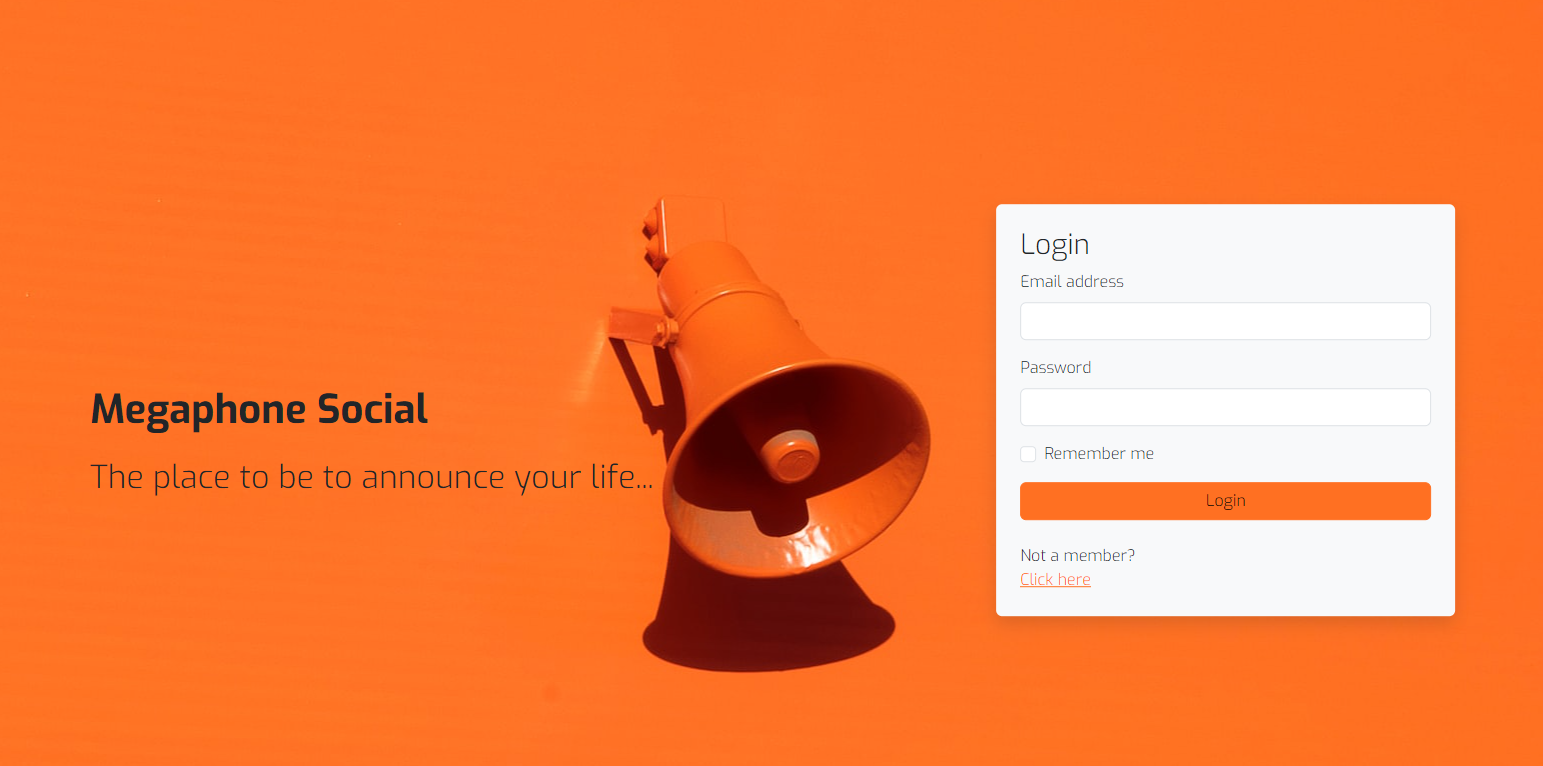 Megaphone Social
The place to be to announce your life...
Login
Email address
Password
Remember me
Login
Not a member?
Click here